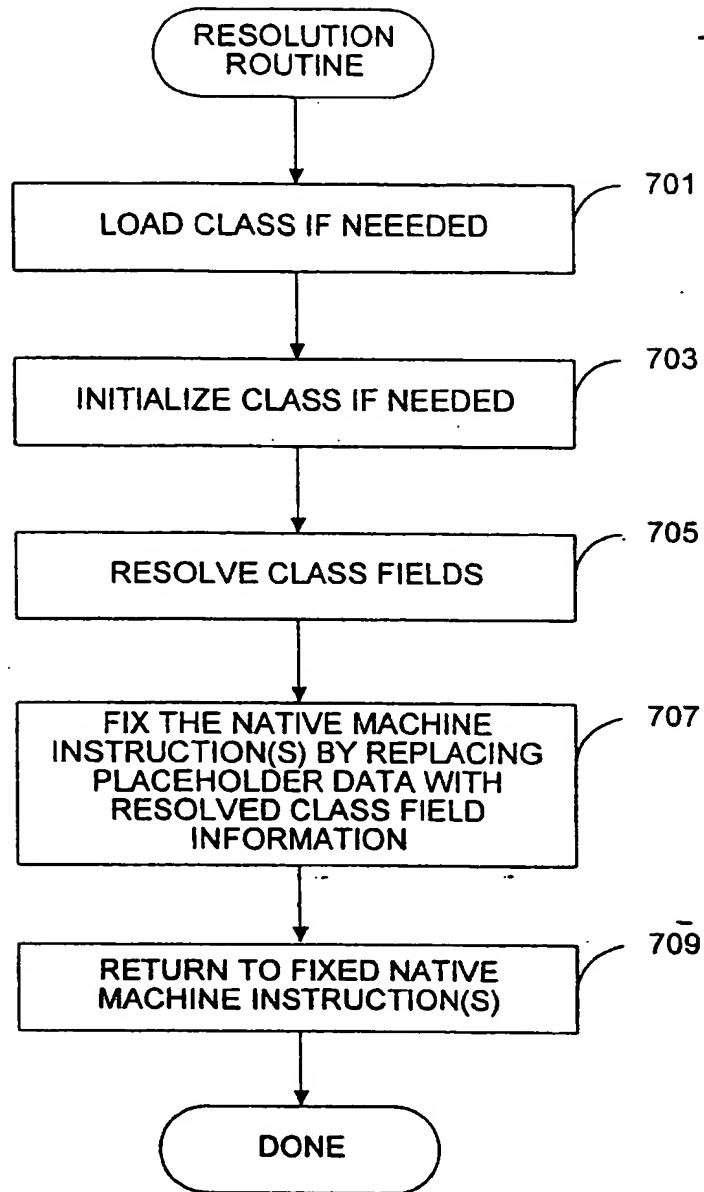 RESOLUTION
ROUTINE
701
LOAD CLASS IF NEEEDED
703
INITIALIZE CLASS IF NEEDED
705
RESOLVE CLASS FIELDS
707
FIX THE NATIVE MACHINE
INSTRUCTION(S) BY REPLACING
PLACEHOLDER DATA WITH
RESOLVED CLASS FIELD
INFORMATION
709
RETURN TO FIXED NATIVE
MACHINE INSTRUCTION(S)
DONE